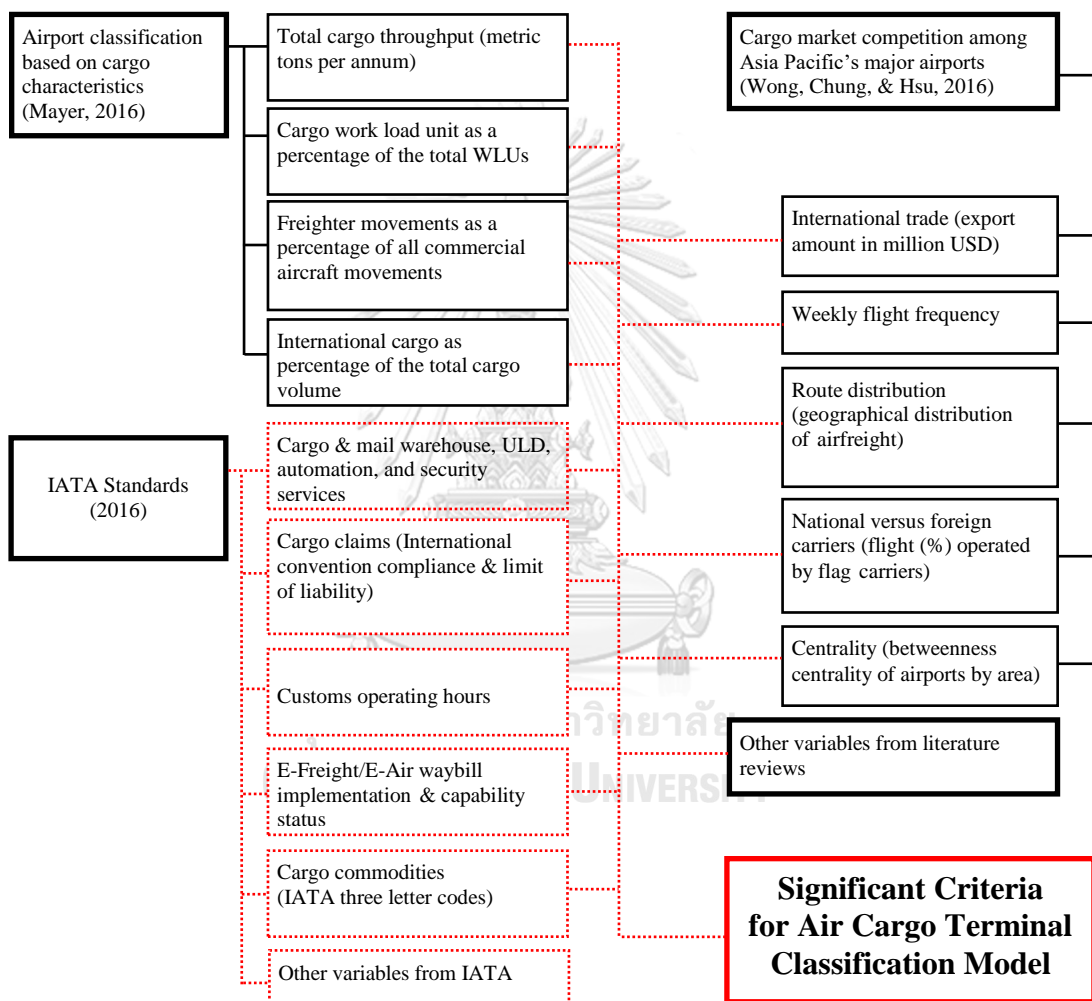 Airport classification
based on cargo
characteristics
(Mayer, 2016)
Total cargo throughput (metric
tons per annum)
Cargo work load unit as a
percentage of the total WLUs
Freighter movements as a
percentage of all commercial
aircraft movements
International cargo as
percentage of the total cargo
volume
IATA Standards
(2016)
Cargo & mail warehouse, ULD,
automation, and security
services
Cargo claims (International
convention compliance & limit
of liability)
Customs operating hours
E-Freight/E-Air waybill
implementation & capability
status
Cargo commodities
(IATA three letter codes)
Other variables from IATA
Cargo market competition among
Asia Pacific's major airports
(Wong, Chung, & Hsu, 2016)
International trade (export
amount in million USD)
Weekly flight frequency
Route distribution
(geographical distribution
of airfreight)
National versus foreign
carriers (flight (%) operated
by flag carriers)
Centrality (betweenness
centrality of airports by area)
Other variables from literature
reviews
Significant Criteria
for Air Cargo Terminal
Classification Model
วิทยาลัย
UNIVERSITY